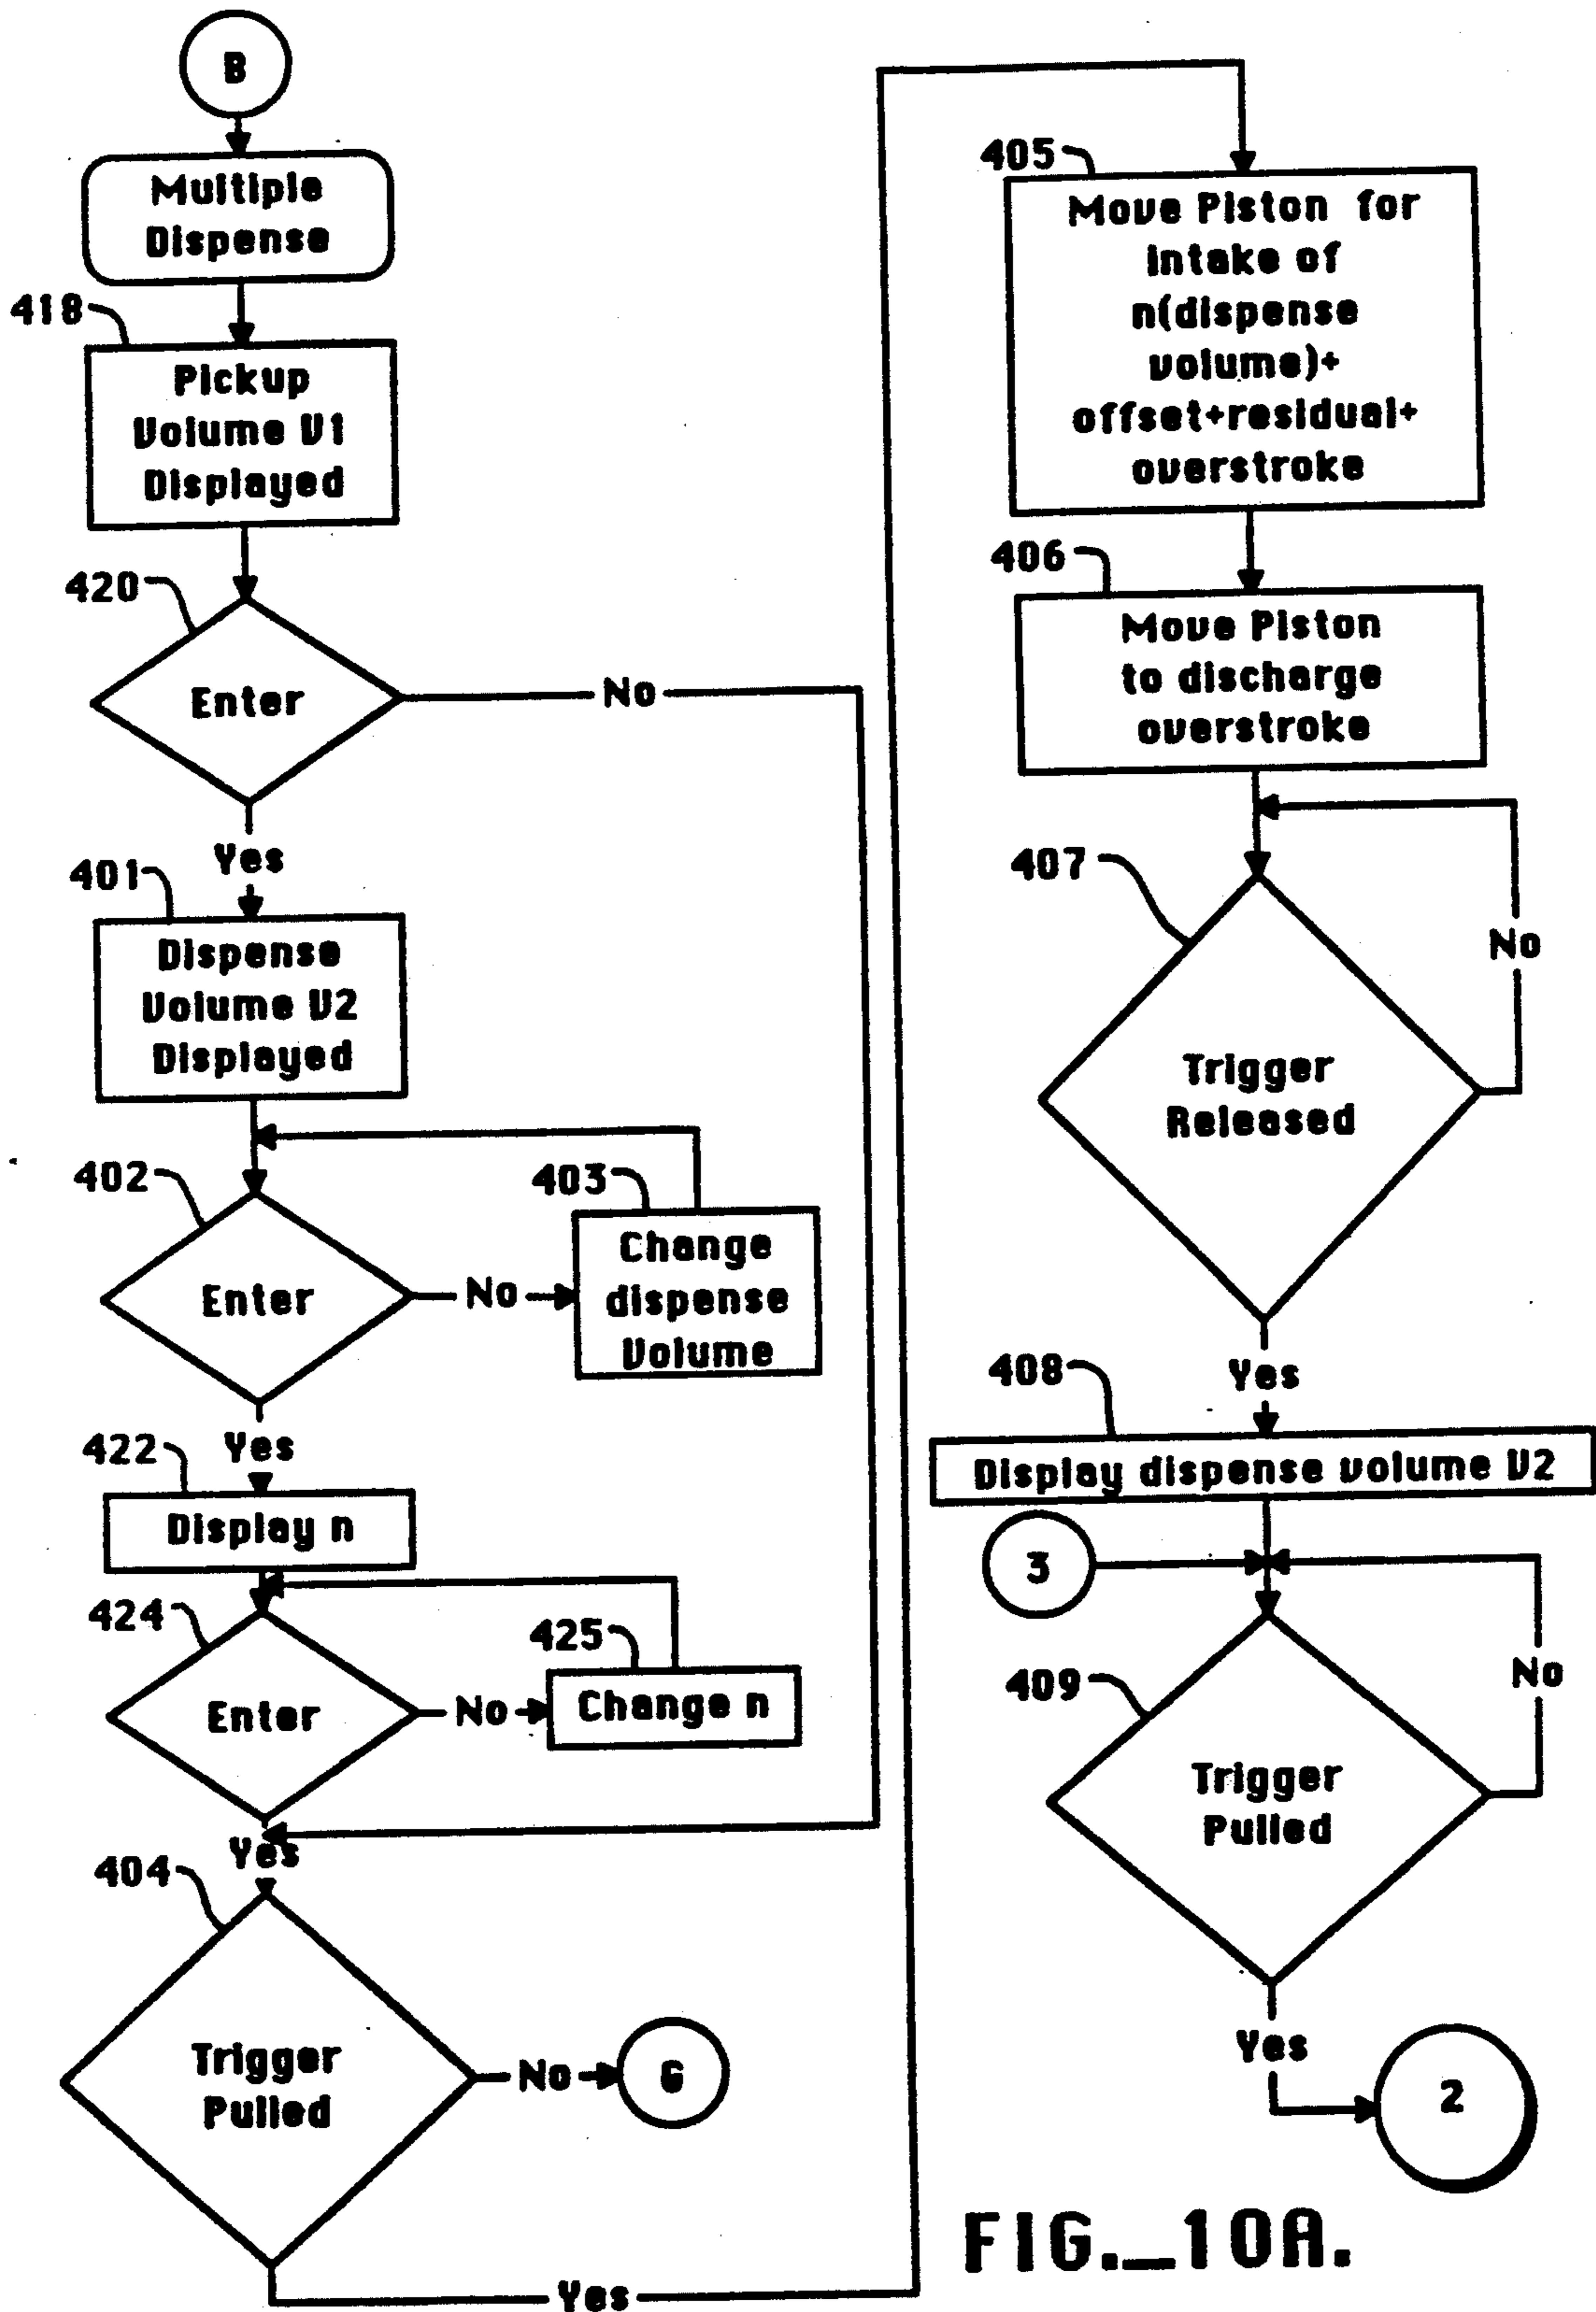 B
Multiple
Dispense
418
Pickup
Volume V1
Displayed
420
Enter
No
Yes
401
Dispense
Volume V2
Displayed
402
Enter
No
403
Change
dispense
Volume
Yes
422
Display n
424
Enter
No
425
Change n
Yes
404
Trigger
Pulled
No
G
Yes
405
Move Piston for
intake of
n(dispense
volume)+
offset+residual+
overstroke
406
Move Piston
to discharge
overstroke
407
Trigger
Released
No
Yes
408
Display dispense volume V2
3
409
Trigger
Pulled
No
Yes
2
FIG._10A.